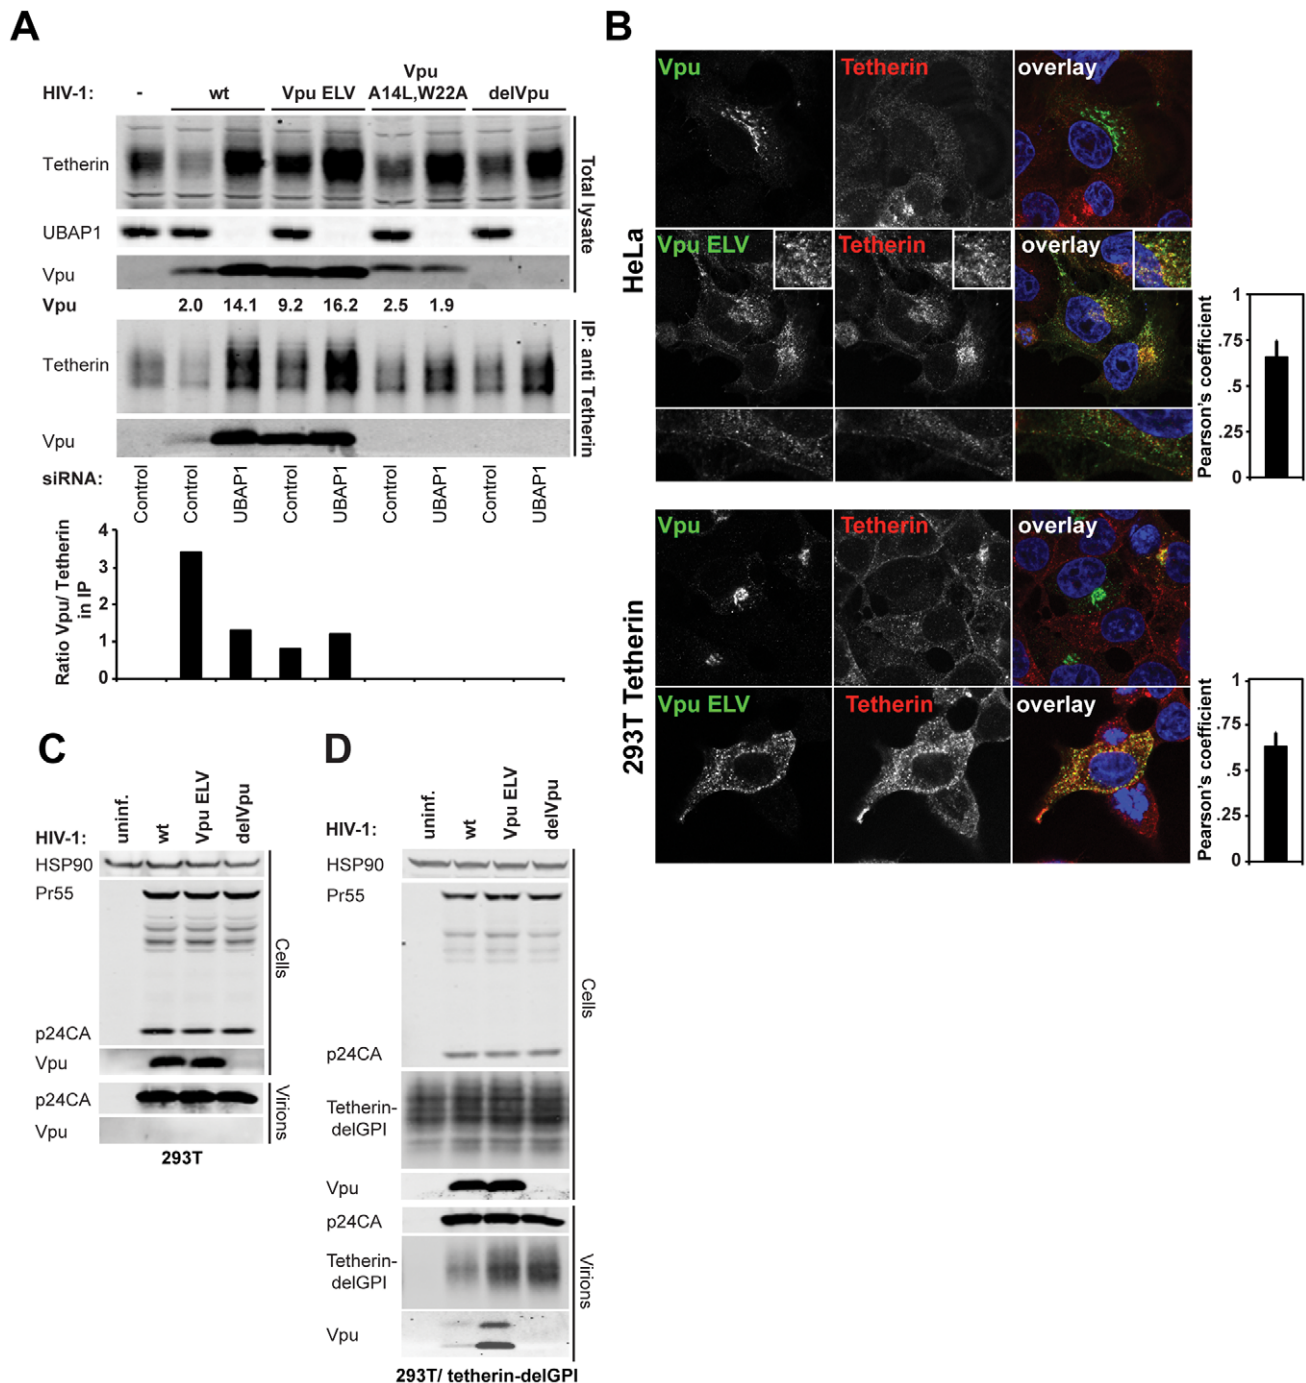 A
HIV-1: - wt Vpu ELV Vpu A14L,W22A delVpu
Tetherin
UBAP1
Vpu
Total lysate
Vpu 2.0 14.1 9.2 16.2 2.5 1.9
Tetherin
Vpu
IP: anti Tetherin
siRNA: Control Control UBAP1 Control UBAP1 Control UBAP1 Control UBAP1
Ratio Vpu/ Tetherin in IP
4
3
2
1
0
B
HeLa
Vpu Tetherin overlay
Vpu ELV Tetherin overlay
Pearson's coefficient
1
.75
.5
.25
0
293T Tetherin
Vpu Tetherin overlay
Vpu ELV Tetherin overlay
Pearson's coefficient
1
.75
.5
.25
0
C
HIV-1: uninf. wt Vpu ELV delVpu
HSP90
Pr55
p24CA
Vpu
Cells
p24CA
Vpu
Virions
293T
D
HIV-1: uninf. wt Vpu ELV delVpu
HSP90
Pr55
p24CA
Tetherin-
delGPI
Vpu
Cells
p24CA
Tetherin-
delGPI
Vpu
Virions
293T/ tetherin-delGPI